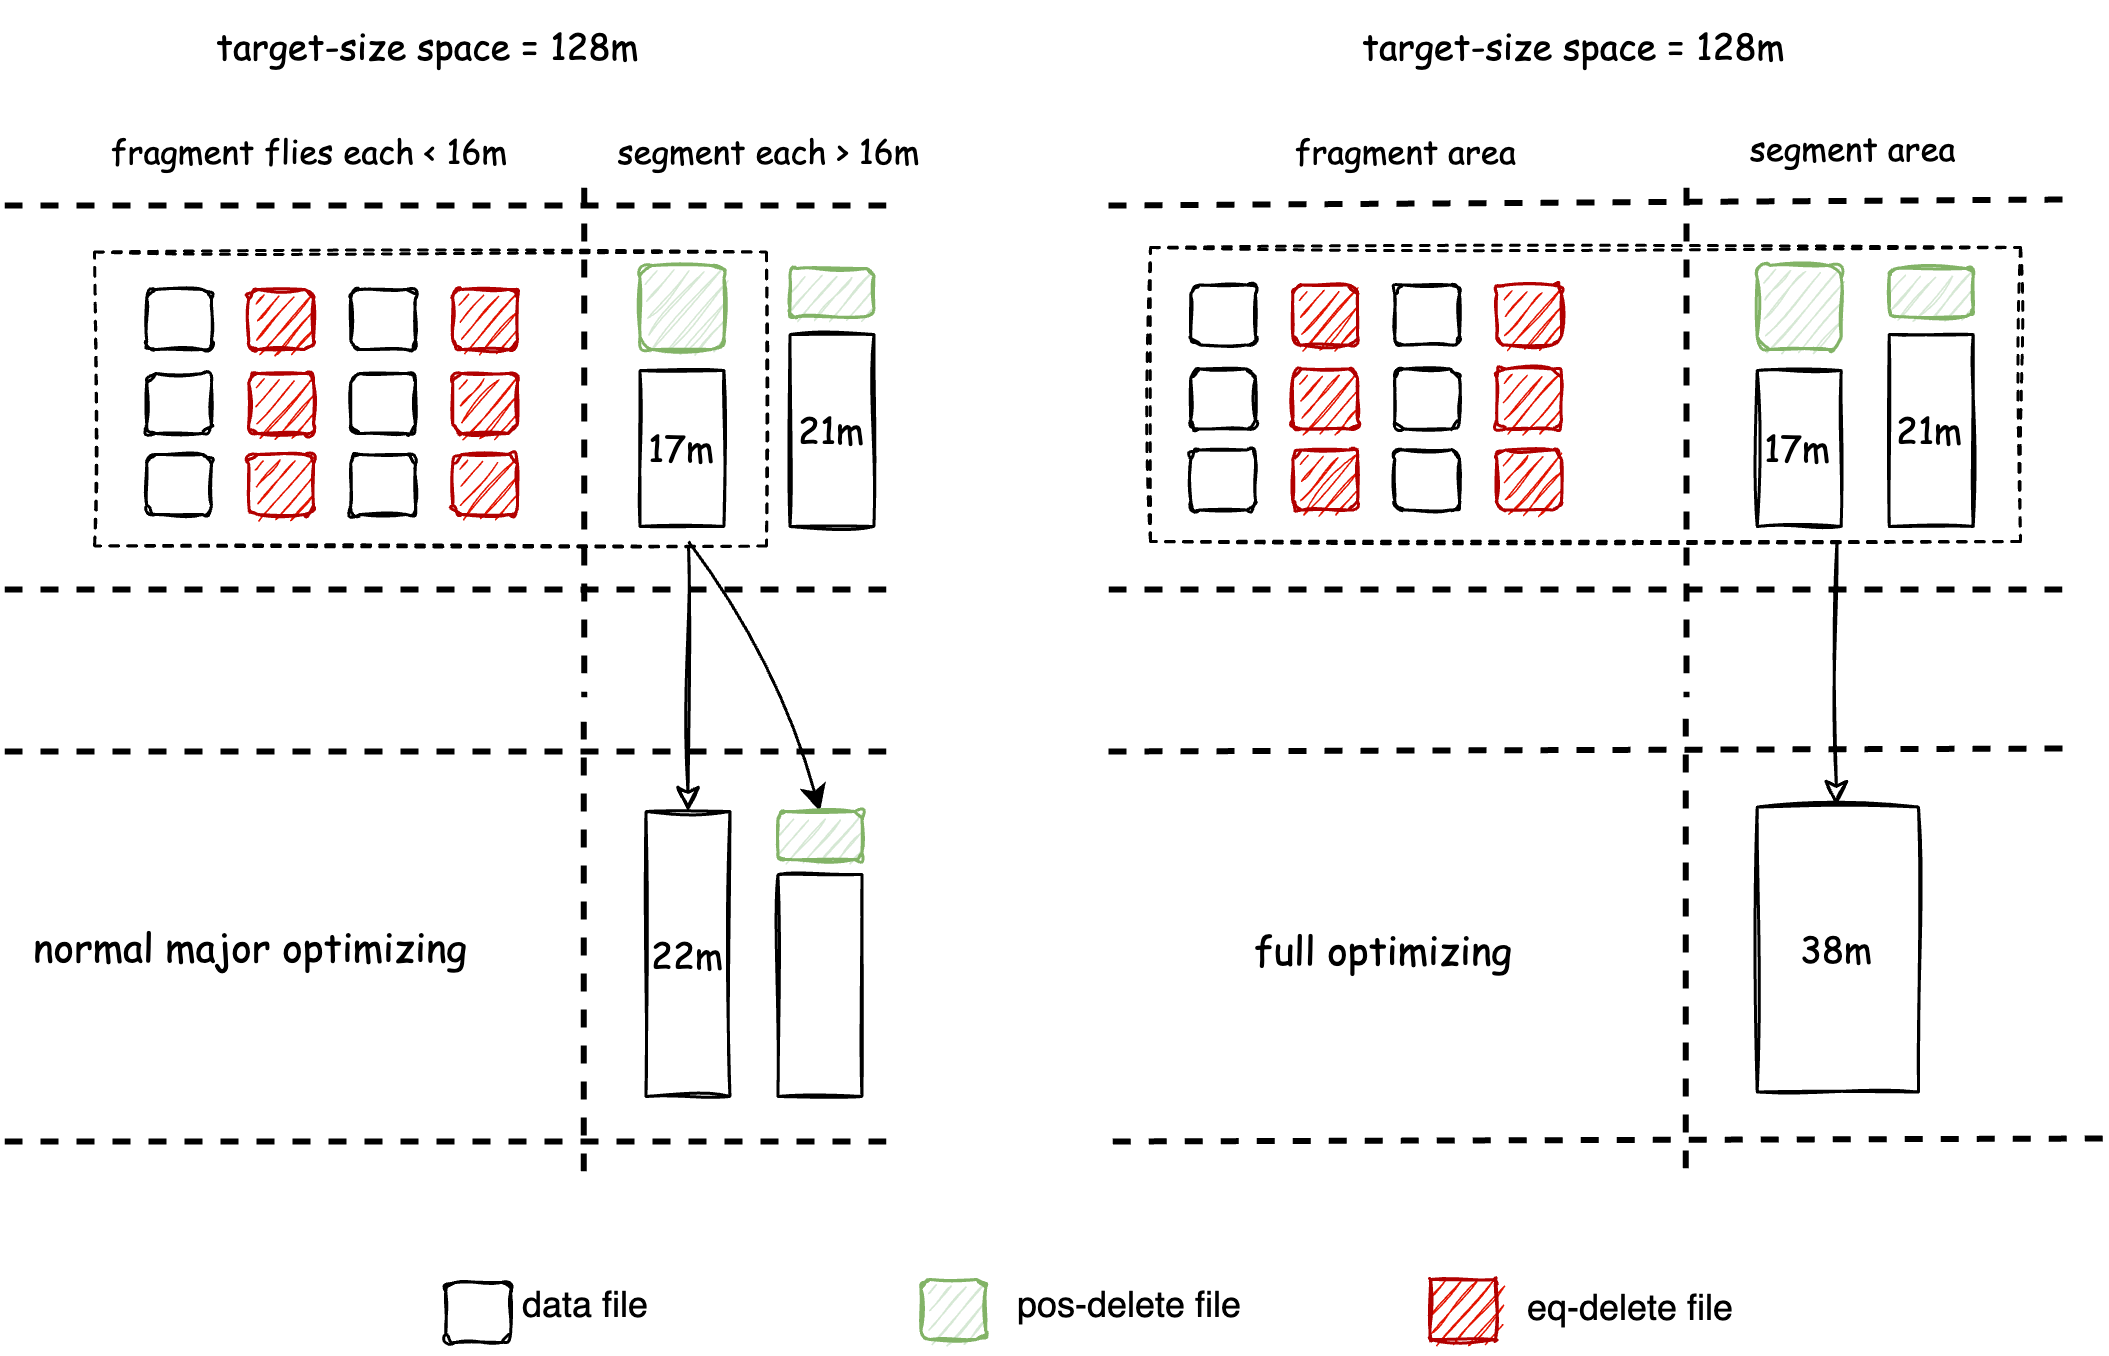 target-size space = 128m
fragment flies each < 16m
segment each > 16m
17m
21m
normal major optimizing
22m
target-size space = 128m
fragment area
segment area
17m
21m
full optimizing
38m
data file
pos-delete file
eq-delete file